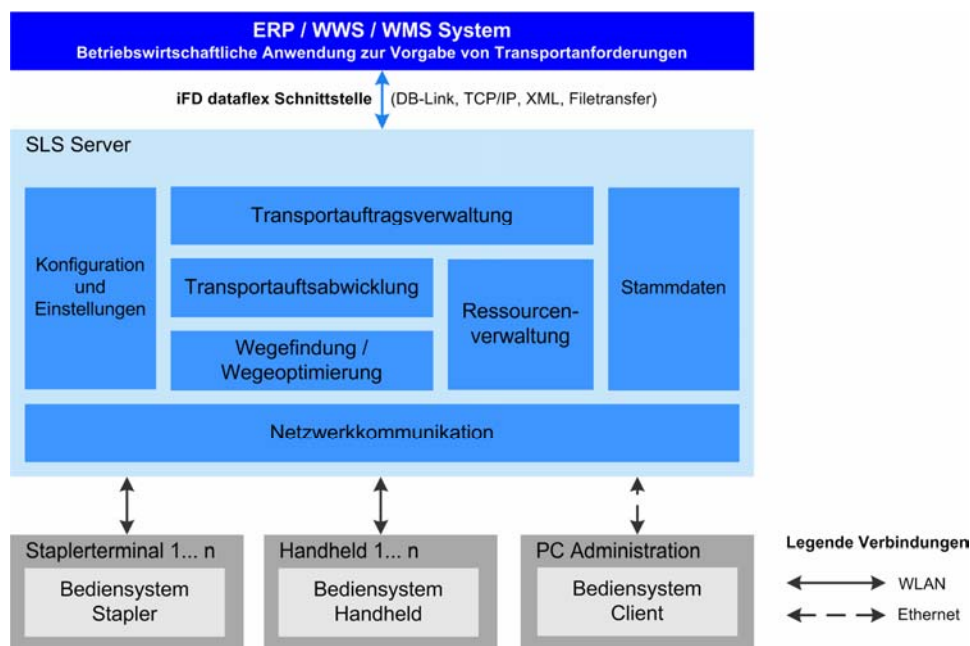 ERP / WWS / WMS System
Betriebswirtschaftliche Anwendung zur Vorgabe von Transportanforderungen
iFD dataflex Schnittstelle (DB-Link, TCP/IP, XML, Filetransfer)
SLS Server
Konfiguration
und
Einstellungen
Transportauftragsverwaltung
Transportauftsabwicklung
Wegefindung /
Wegeoptimierung
Ressourcen-
verwaltung
Stammdaten
Netzwerkkommunikation
Staplerterminal 1... n
Bediensystem
Stapler
Handheld 1... n
Bediensystem
Handheld
PC Administration
Bediensystem
Client
Legende Verbindungen
WLAN
Ethernet